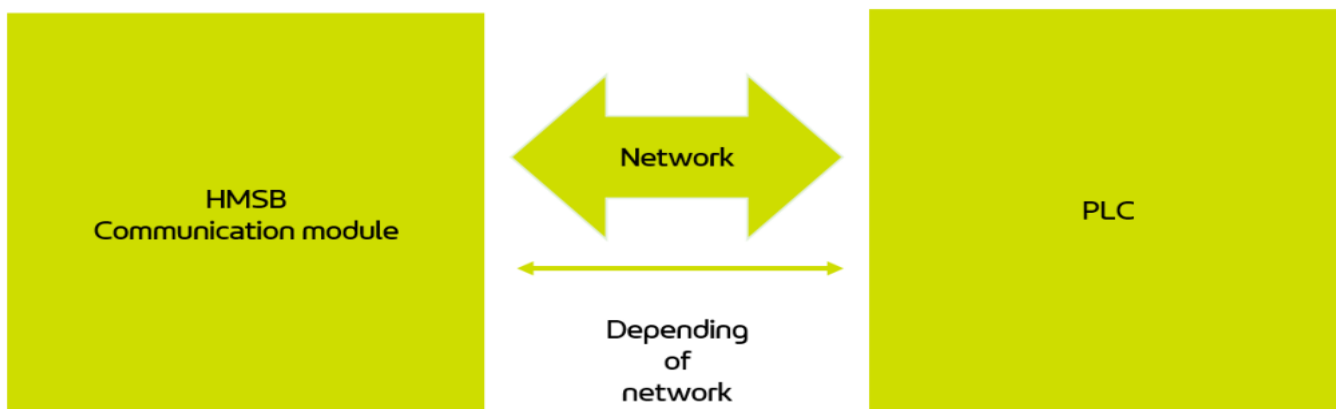 HMSB
Communication module
Network
Depending
of
network
PLC